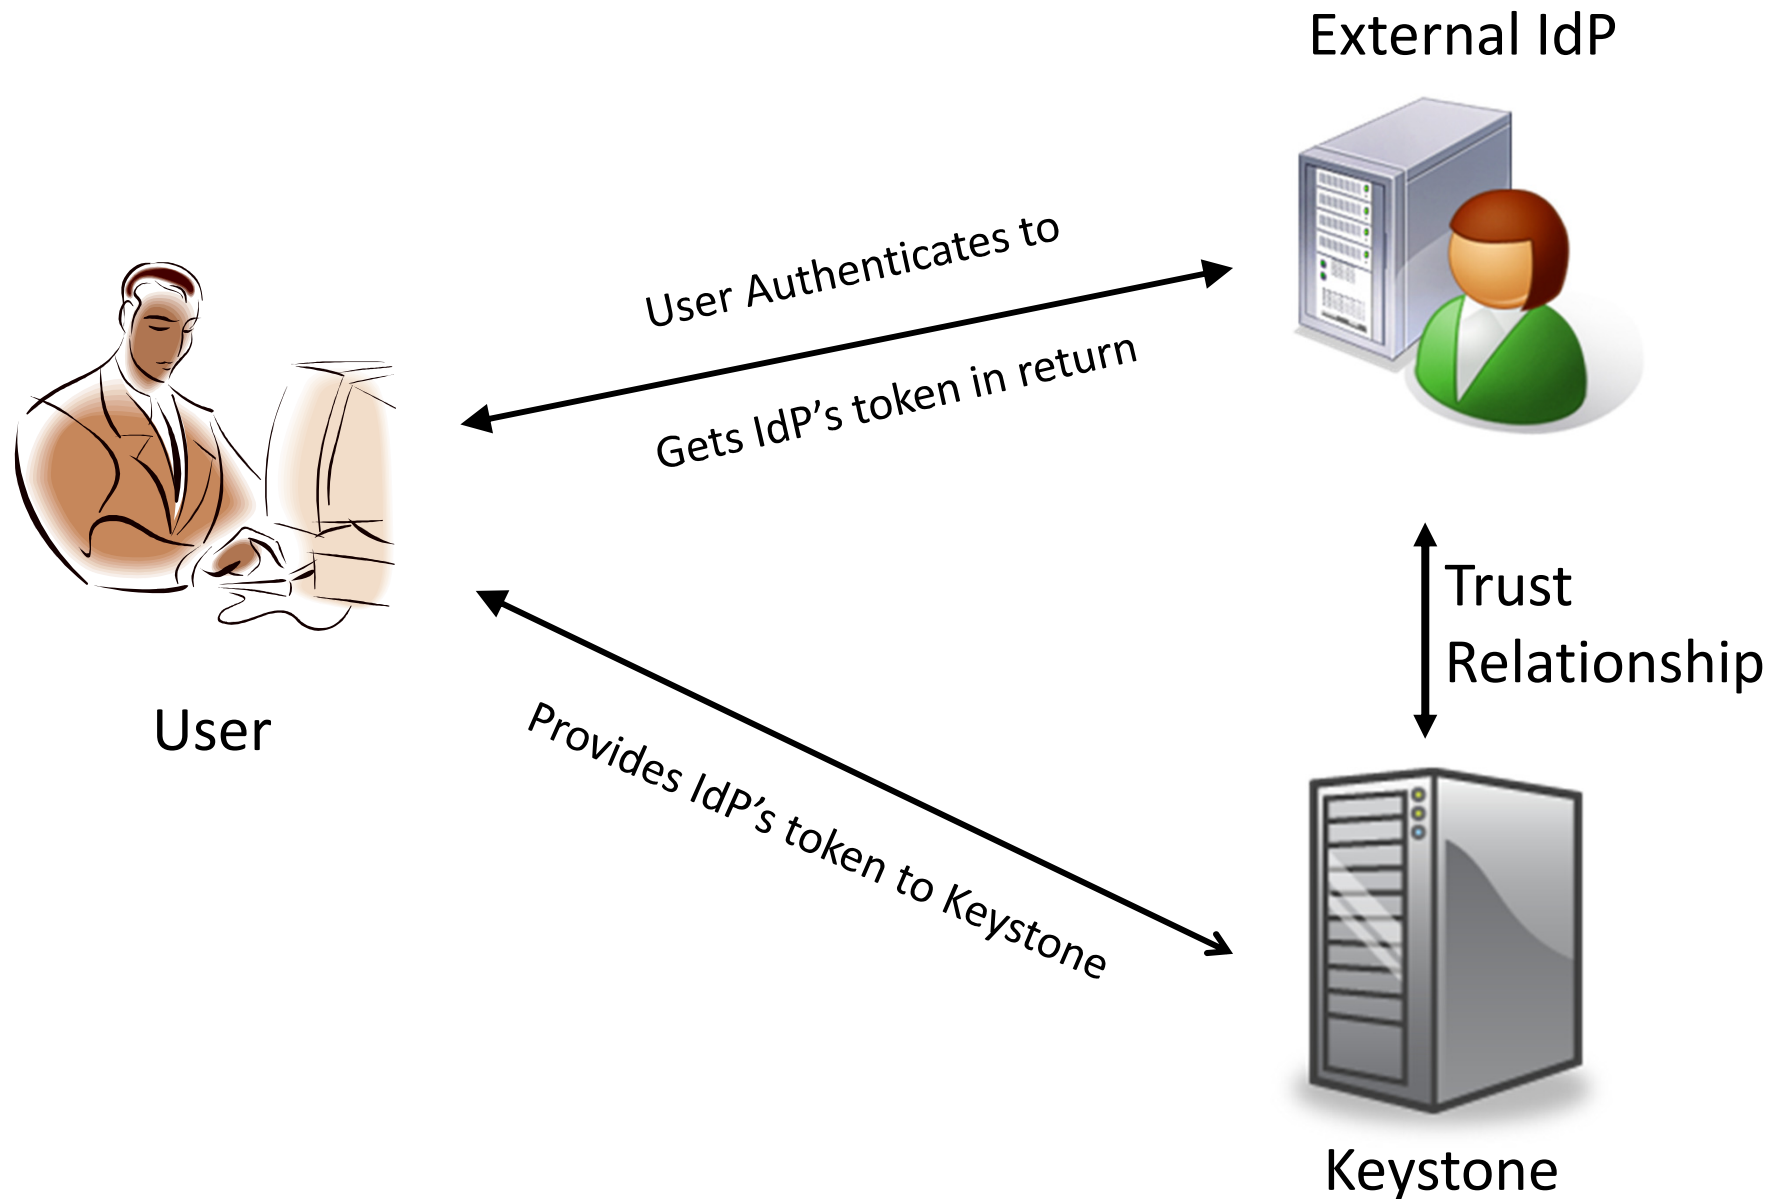 External IdP
User Authenticates to
Gets IdP’s token in return
Trust
Relationship
User
Provides IdP’s token to Keystone
Keystone